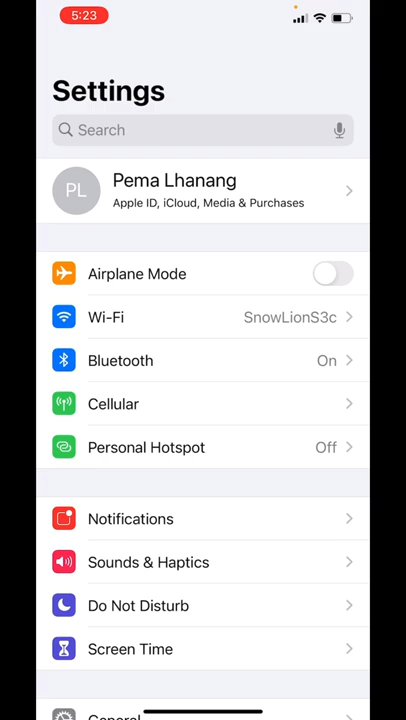 5:23
Settings
Search
PL
Pema Lhanang
Apple ID, iCloud, Media & Purchases
Airplane Mode
Wi-Fi SnowLionS3c
Bluetooth On
Cellular
Personal Hotspot Off
Notifications
Sounds & Haptics
Do Not Disturb
Screen Time
General